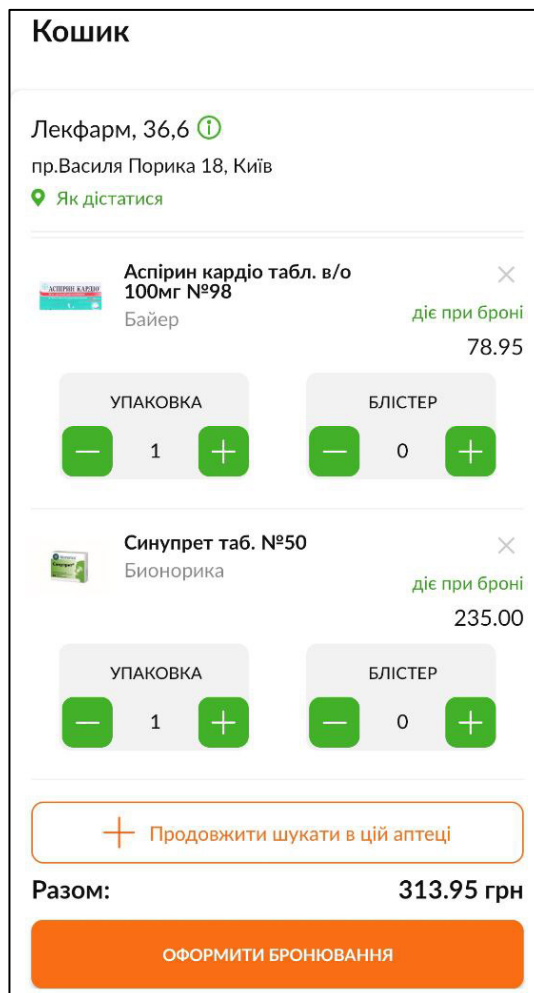 Кошик
Лекфарм, 36,6
пр.Василя Порика 18, Київ
Як дістатися
Аспірин кардіо табл. в/о
100мг №98
Байер
діє при броні
78.95
УПАКОВКА
БЛІСТЕР
1
0
Синупрет таб. №50
Бионорика
діє при броні
235.00
УПАКОВКА
БЛІСТЕР
1
0
Продовжити шукати в цій аптеці
Разом: 313.95 грн
ОФОРМИТИ БРОНЮВАННЯ